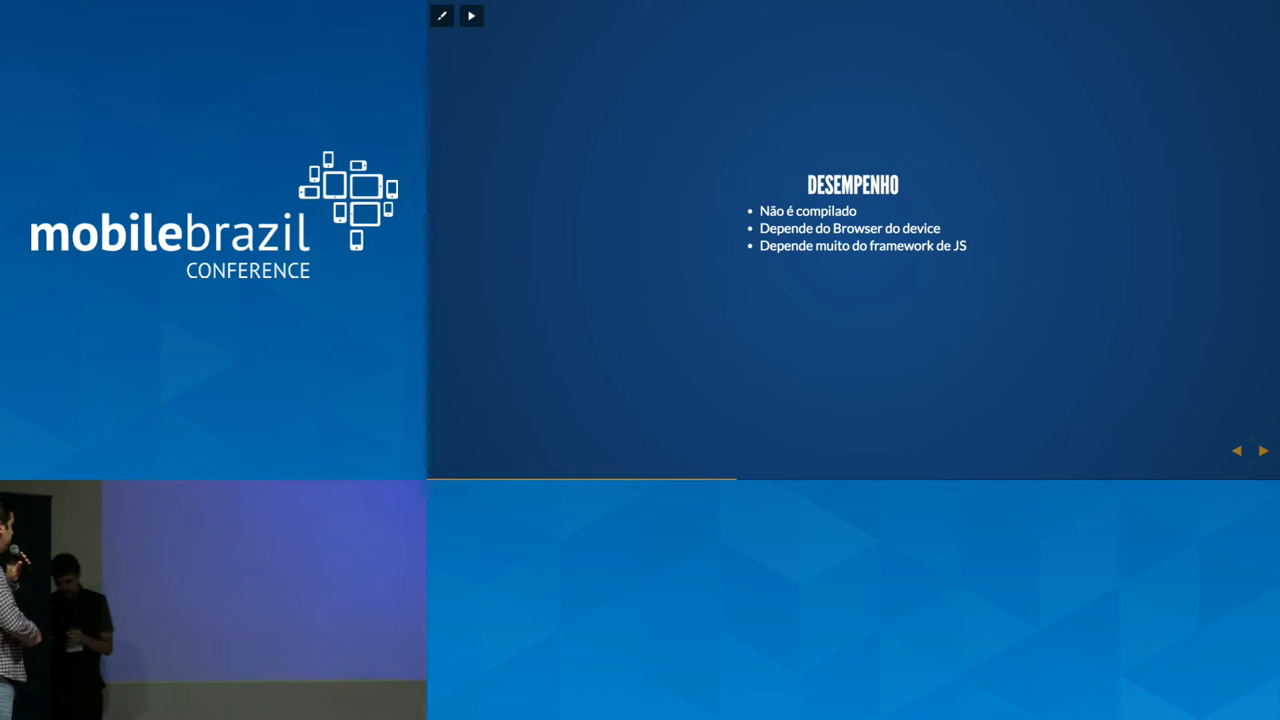 mobilebrazil
CONFERENCE
DESEMPENHO
Não é compilado
Depende do Browser do device
Depende muito do framework de JS